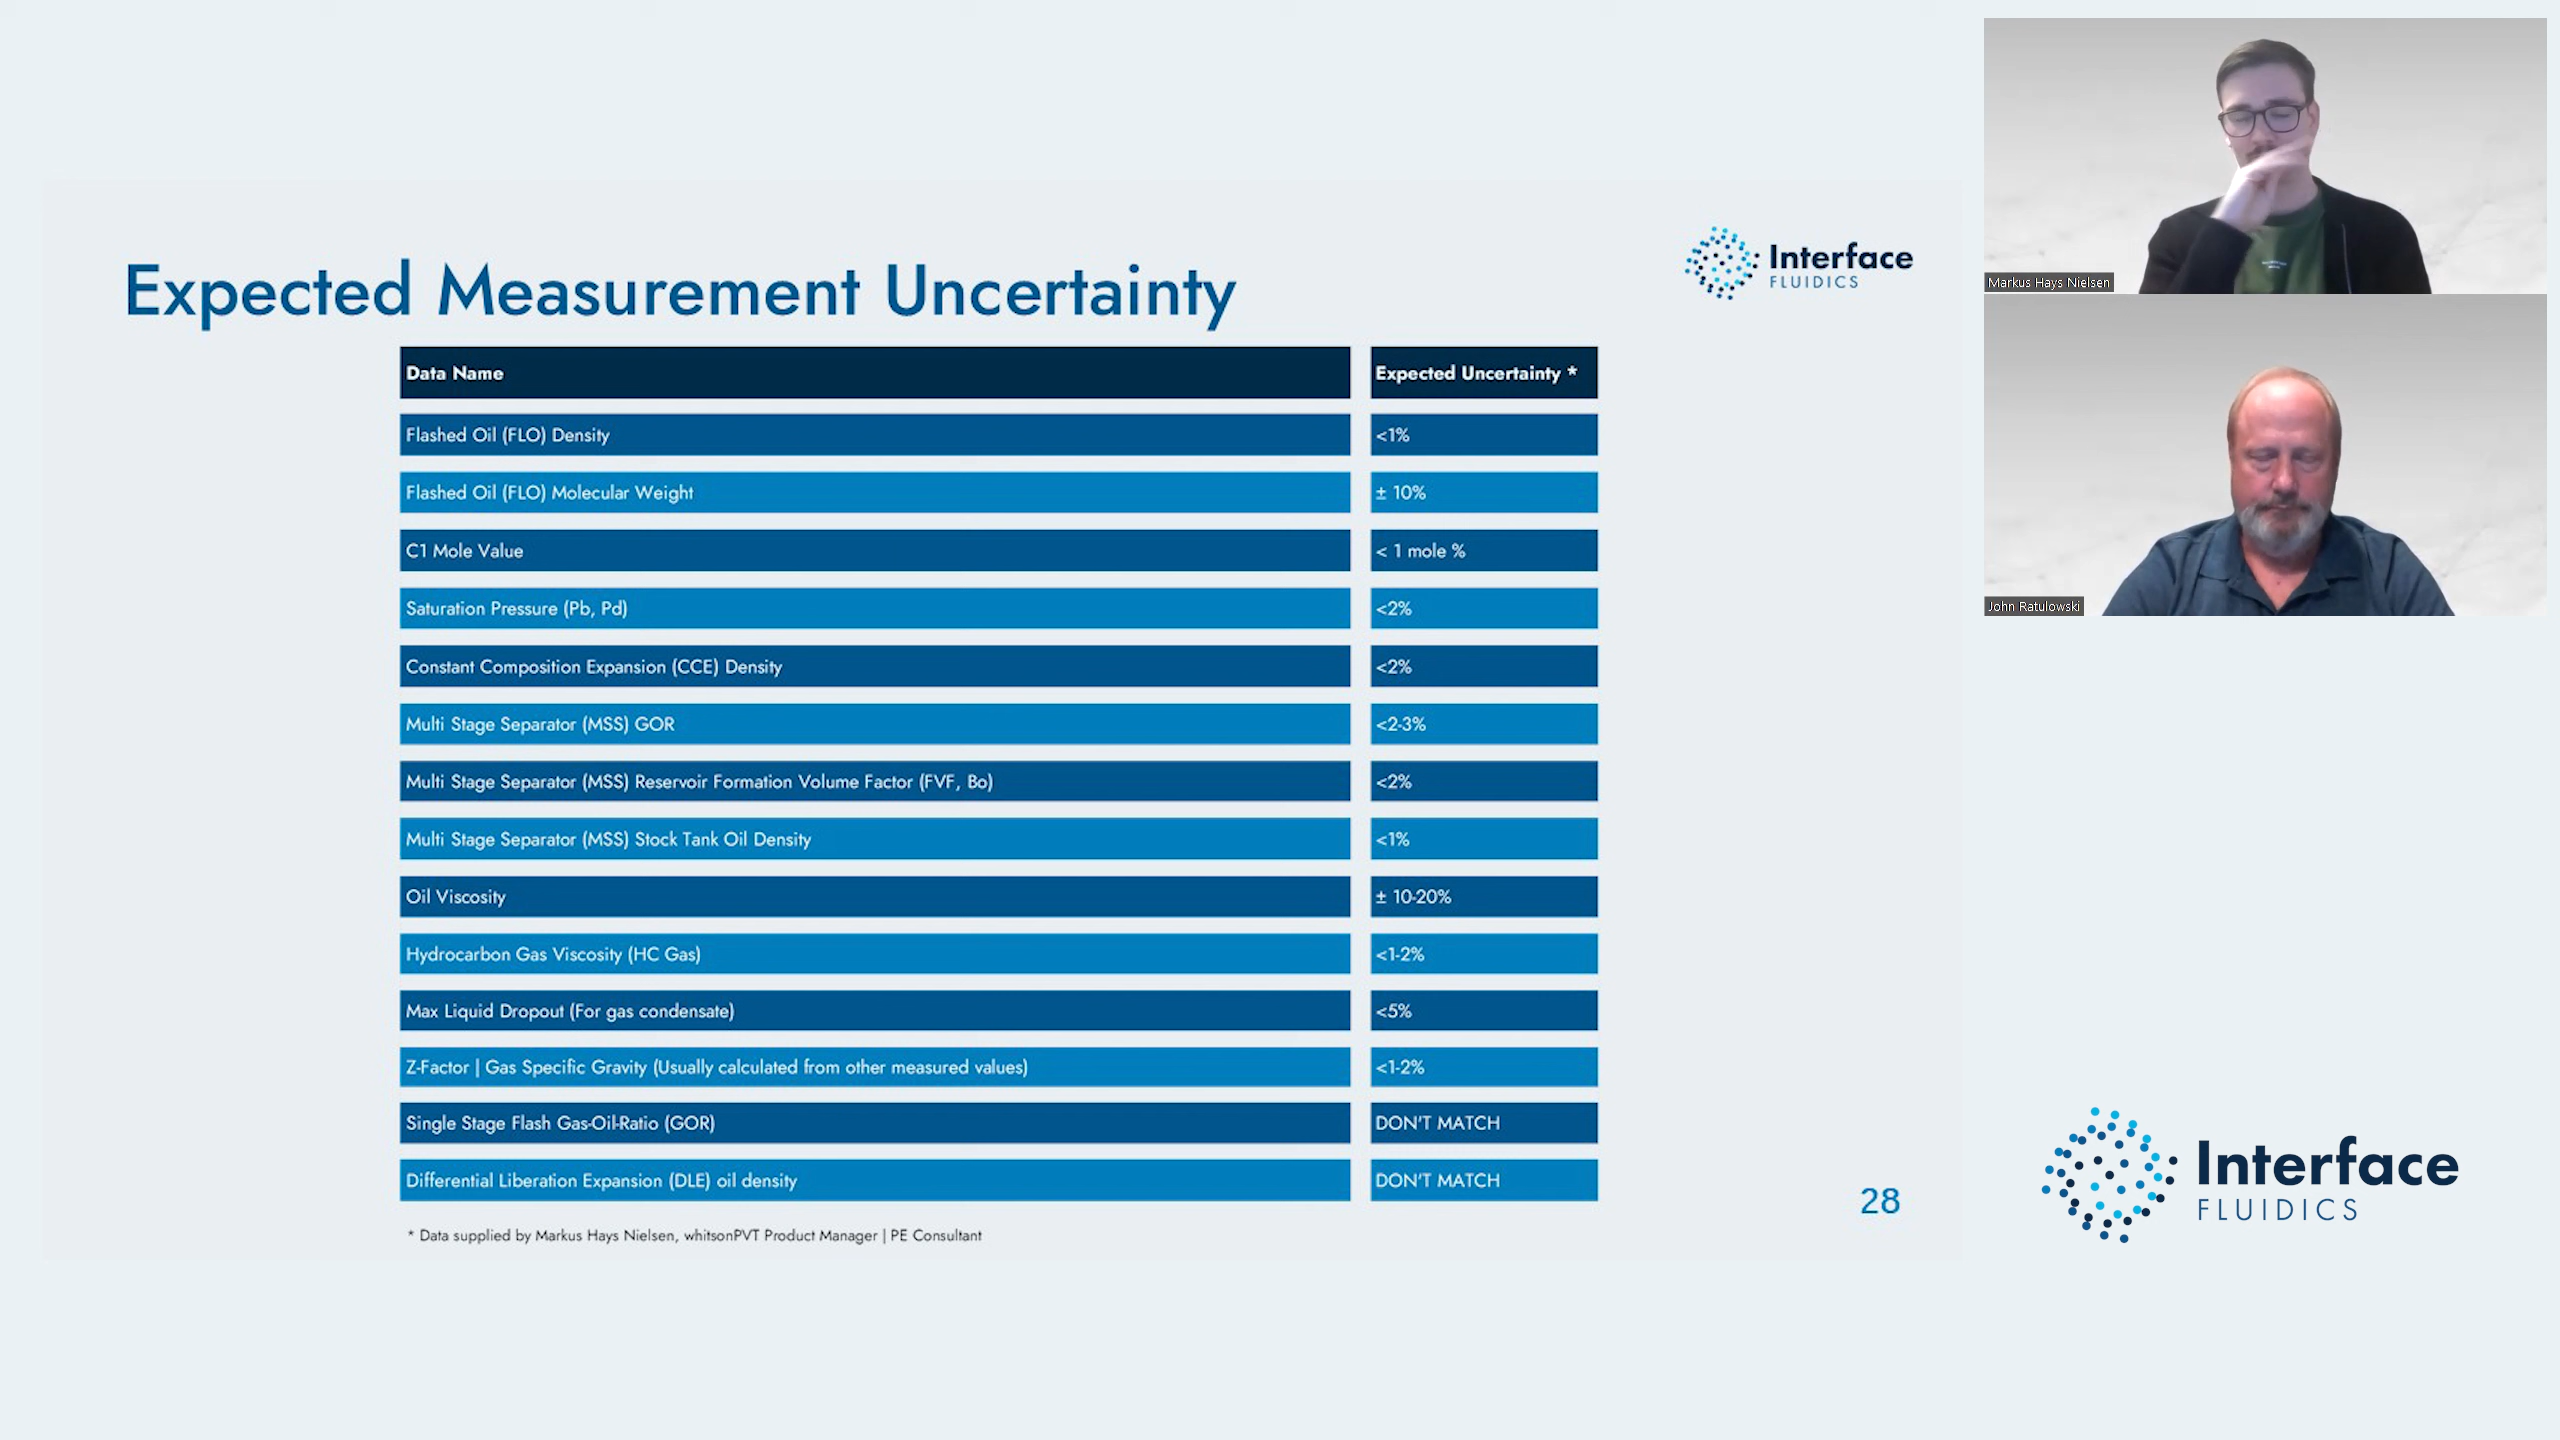 Expected Measurement Uncertainty
Interface
FLUIDICS
Data Name
Expected Uncertainty *
Flashed Oil (FLO) Density
<1%
Flashed Oil (FLO) Molecular Weight
± 10%
C1 Mole Value
< 1 mole %
Saturation Pressure (Pb, Pd)
<2%
Constant Composition Expansion (CCE) Density
<2%
Multi Stage Separator (MSS) GOR
<2-3%
Multi Stage Separator (MSS) Reservoir Formation Volume Factor (FVF, Bo)
<2%
Multi Stage Separator (MSS) Stock Tank Oil Density
<1%
Oil Viscosity
± 10-20%
Hydrocarbon Gas Viscosity (HC Gas)
<1-2%
Max Liquid Dropout (For gas condensate)
<5%
Z-Factor | Gas Specific Gravity (Usually calculated from other measured values)
<1-2%
Single Stage Flash Gas-Oil-Ratio (GOR)
DON'T MATCH
Differential Liberation Expansion (DLE) oil density
DON'T MATCH
* Data supplied by Markus Hays Nielsen, whitsonPVT Product Manager | PE Consultant
28
Markus Hays Nielsen
John Ratulowski
Interface
FLUIDICS